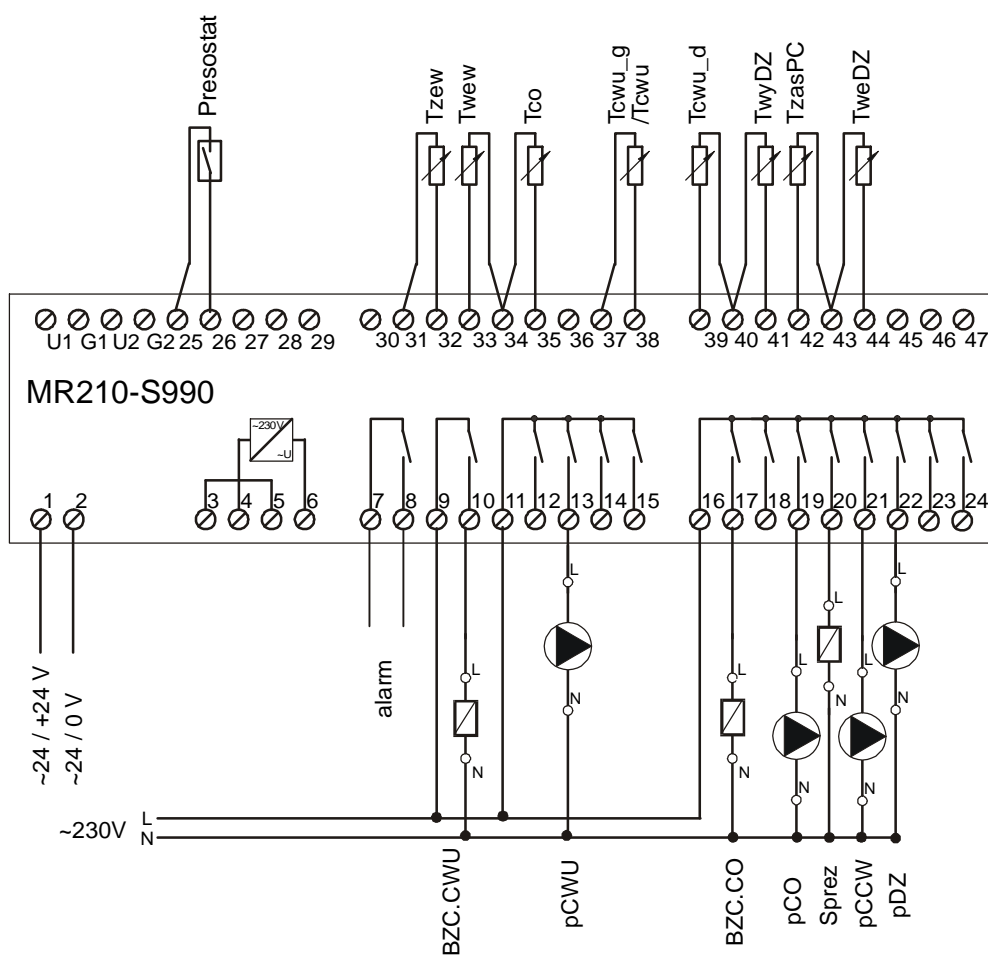 Presostat
Tzew
Twew
Tco
Tcwu_g
/Tcwu
Tcwu_d
TwyDZ
TzasPC
TweDZ
U1 G1 U2 G2 25 26 27 28 29 30 31 32 33 34 35 36 37 38 39 40 41 42 43 44 45 46 47
MR210-S990
~230V
~U
1 2 3 4 5 6 7 8 9 10 11 12 13 14 15 16 17 18 19 20 21 22 23 24
L
L
L
L
L
L
L
L
N
N
N
N
N
N
N
N
~24 / +24 V
~24 / 0 V
alarm
~230V
L
N
BZC.CWU
pCWU
BZC.CO
pCO
Sprez
pCCW
pDZ